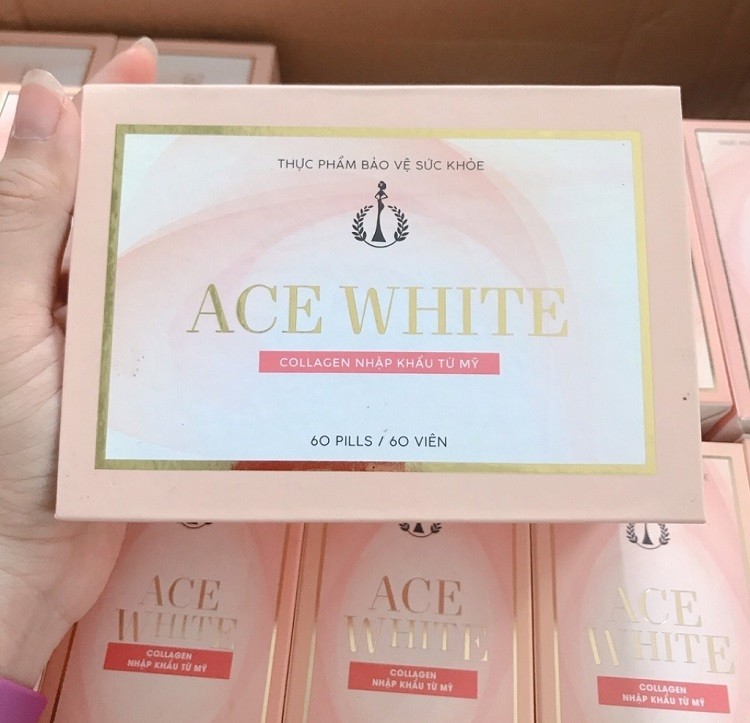 THỰC PHẨM BẢO VỆ SỨC KHỎE
ACE WHITE
COLLAGEN NHẬP KHẨU TỪ MỸ
60 PILLS / 60 VIÊN
ACE
WHITE
COLLAGEN
NHẬP KHẨU TỪ MỸ
ACE
WHITE
COLLAGEN
NHẬP KHẨU TỪ MỸ
ACE
WHITE
COLLAGEN
NHẬP KHẨU TỪ MỸ